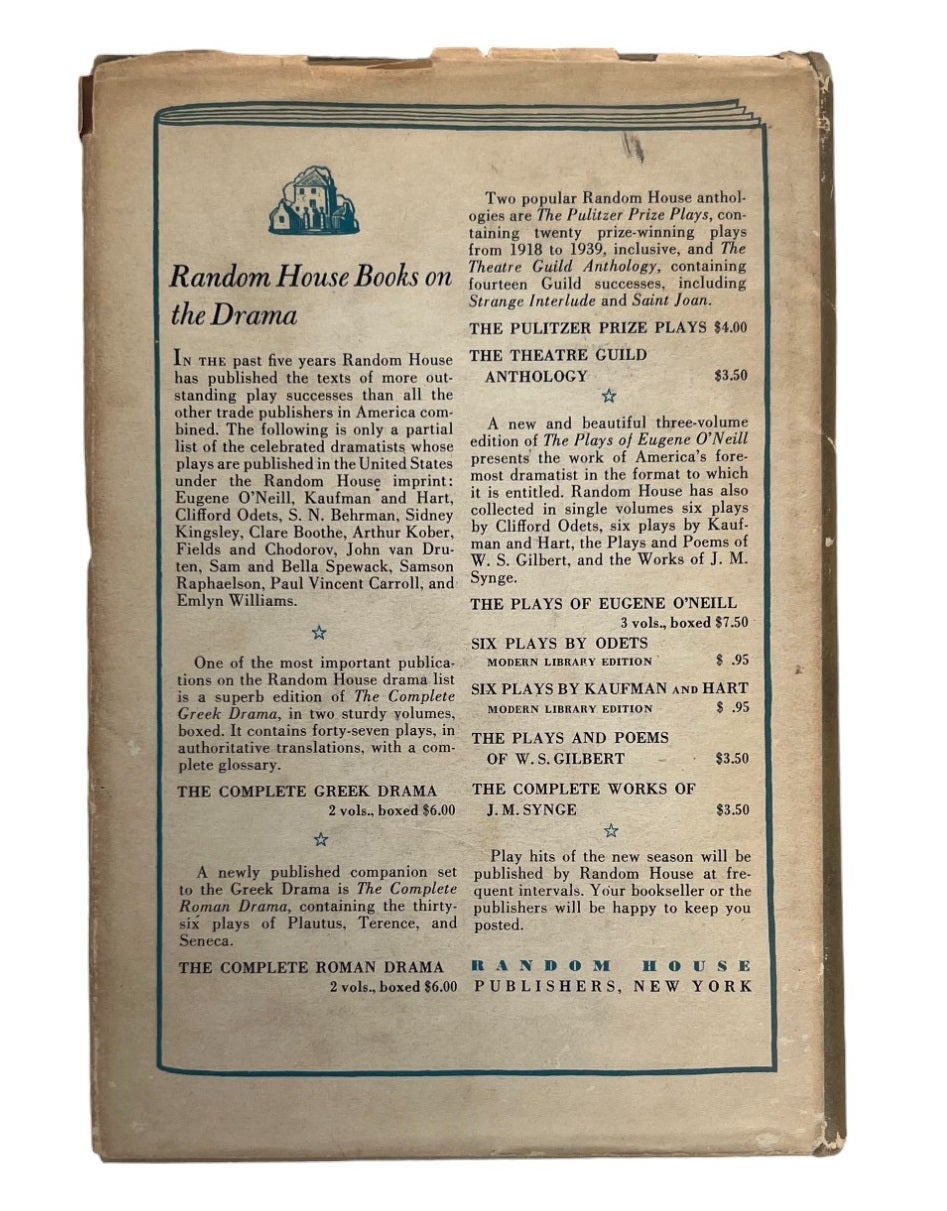 Random House Books on
the Drama
IN THE past five years Random House
has published the texts of more out-
standing play successes than all the
other trade publishers in America com-
bined. The following is only a partial
list of the celebrated dramatists whose
plays are published in the United States
under the Random House imprint:
Eugene O'Neill, Kaufman and Hart,
Clifford Odets, S. N. Behrman, Sidney
Kingsley, Clare Boothe, Arthur Kober,
Fields and Chodorov, John van Dru-
ten, Sam and Bella Spewack, Samson
Raphaelson, Paul Vincent Carroll, and
Emlyn Williams.
One of the most important publica-
tions on the Random House drama list
is a superb edition of The Complete
Greek Drama, in two sturdy volumes,
boxed. It contains forty-seven plays, in
authoritative translations, with a com-
plete glossary.
THE COMPLETE GREEK DRAMA
2 vols., boxed $6.00
A newly published companion set
to the Greek Drama is The Complete
Roman Drama, containing the thirty-
six plays of Plautus, Terence, and
Seneca.
THE COMPLETE ROMAN DRAMA
2 vols., boxed $6.00
Two popular Random House anthol-
ogies are The Pulitzer Prize Plays, con-
taining twenty prize-winning plays
from 1918 to 1939, inclusive, and The
Theatre Guild Anthology, containing
fourteen Guild successes, including
Strange Interlude and Saint Joan.
THE PULITZER PRIZE PLAYS $4.00
THE THEATRE GUILD
ANTHOLOGY $3.50
A new and beautiful three-volume
edition of The Plays of Eugene O'Neill
presents the work of America's fore-
most dramatist in the format to which
it is entitled. Random House has also
collected in single volumes six plays
by Clifford Odets, six plays by Kauf-
man and Hart, the Plays and Poems of
W. S. Gilbert, and the Works of J. M.
Synge.
THE PLAYS OF EUGENE O'NEILL
3 vols., boxed $7.50
SIX PLAYS BY ODETS
MODERN LIBRARY EDITION $ .95
SIX PLAYS BY KAUFMAN AND HART
MODERN LIBRARY EDITION $ .95
THE PLAYS AND POEMS
OF W. S. GILBERT $3.50
THE COMPLETE WORKS OF
J. M. SYNGE $3.50
Play hits of the new season will be
published by Random House at fre-
quent intervals. Your bookseller or the
publishers will be happy to keep you
posted.
RANDOM HOUSE
PUBLISHERS, NEW YORK